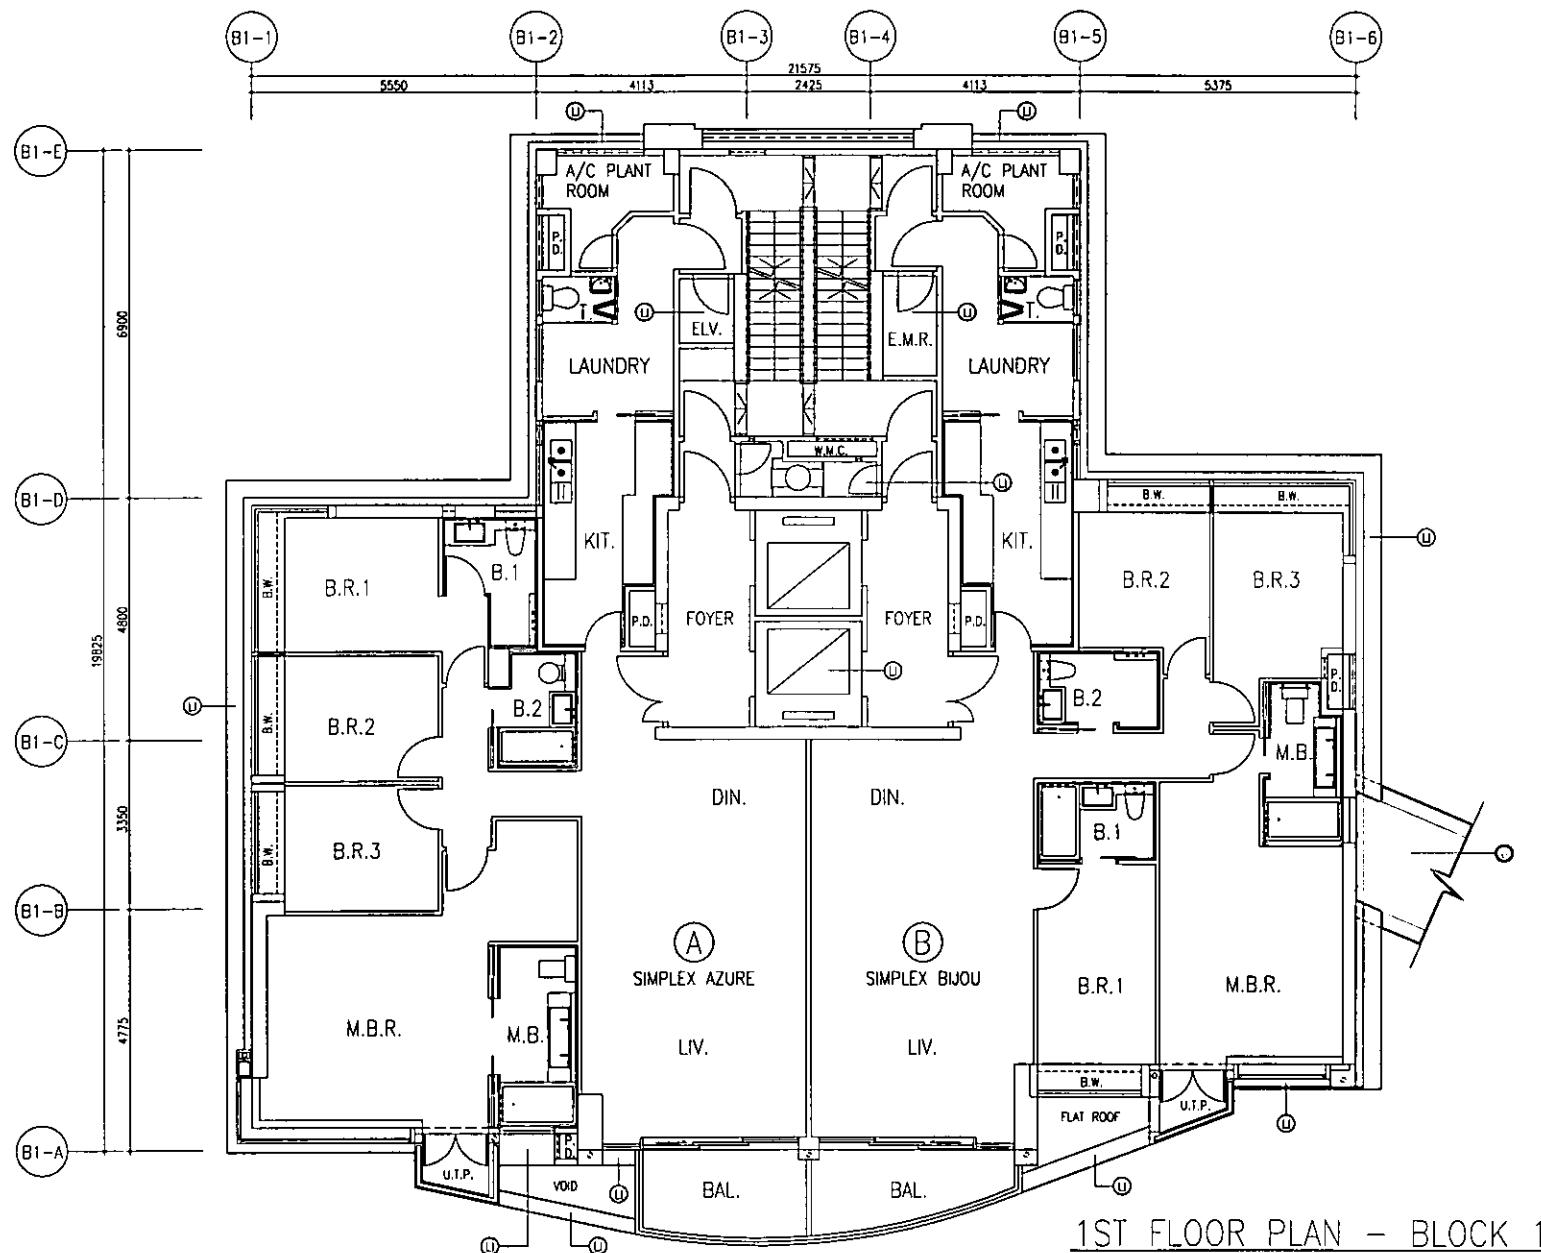 B1-1
B1-2
B1-3
B1-4
B1-5
B1-6
21575
5550
4113
2425
4113
5375
U
U
B1-E
A/C PLANT
ROOM
A/C PLANT
ROOM
P.
D.
P.
D.
T.
T.
U
U
ELV.
E.M.R.
6900
LAUNDRY
LAUNDRY
W.M.C.
U
B1-D
B.W.
B.W.
U
KIT.
KIT.
B.1
B.R.1
B.W.
B.R.2
B.R.3
4800
19825
P.D.
FOYER
FOYER
P.D.
U
P.
D.
B.2
B.2
U
B.R.2
B.W.
B1-C
M.B.
DIN.
DIN.
3350
B.1
B.R.3
B.W.
B1-B
A
B
SIMPLEX AZURE
SIMPLEX BIJOU
B.R.1
M.B.R.
4775
M.B.R.
M.B.
LIV.
LIV.
B.W.
S
U.T.P.
FLAT ROOF
U
B1-A
P.
D.
S
S
S
U.T.P.
VOID
U
BAL.
BAL.
U
U
U
1ST FLOOR PLAN - BLOCK 1